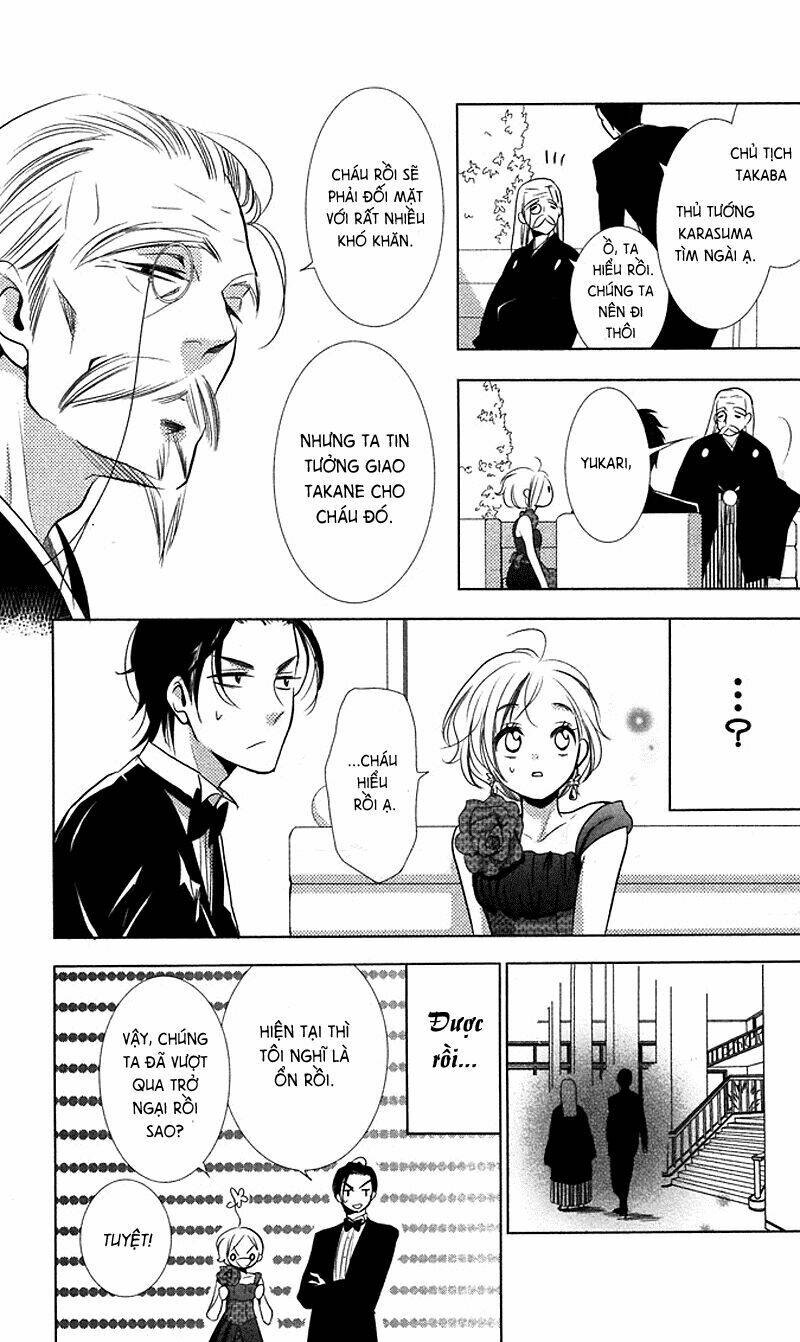 CHỦ TỊCH
TAKABA
THỦ TƯỚNG
KARASUMA
TÌM NGÀI Ạ.
Ồ, TA
HIỂU RỒI.
CHÚNG TA
NÊN ĐI
THÔI
YUKARI,
CHÁU RỒI SẼ
PHẢI ĐỐI MẶT
VỚI RẤT NHIỀU
KHÓ KHĂN.
NHƯNG TA TIN
TƯỞNG GIAO
TAKANE CHO
CHÁU ĐÓ.
...?
...CHÁU
HIỂU
RỒI Ạ.
Được
rồi...
HIỆN TẠI THÌ
TÔI NGHĨ LÀ
ỔN RỒI.
VẬY, CHÚNG
TA ĐÃ VƯỢT
QUA TRỞ
NGẠI RỒI
SAO?
TUYỆT!